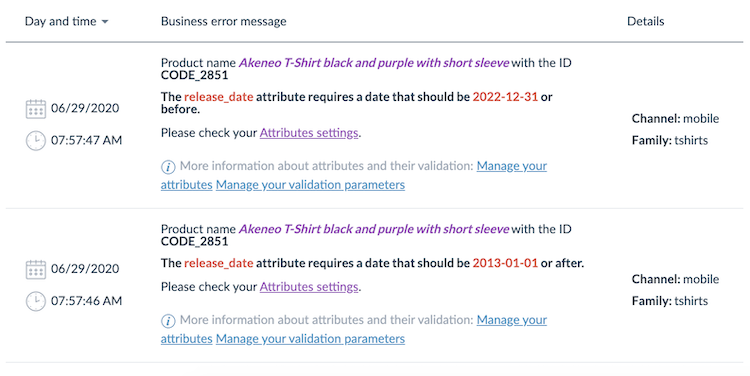 Day and time Business error message Details
Product name Akeneo T-Shirt black and purple with short sleeve with the ID
CODE_2851
The release_date attribute requires a date that should be 2022-12-31 or
before.
06/29/2020
Channel: mobile
Please check your Attributes settings.
07:57:47 AM
Family: tshirts
More information about attributes and their validation: Manage your
attributes Manage your validation parameters
Product name Akeneo T-Shirt black and purple with short sleeve with the ID
CODE_2851
The release_date attribute requires a date that should be 2013-01-01 or after.
06/29/2020
Channel: mobile
Please check your Attributes settings.
07:57:46 AM
Family: tshirts
More information about attributes and their validation: Manage your
attributes Manage your validation parameters